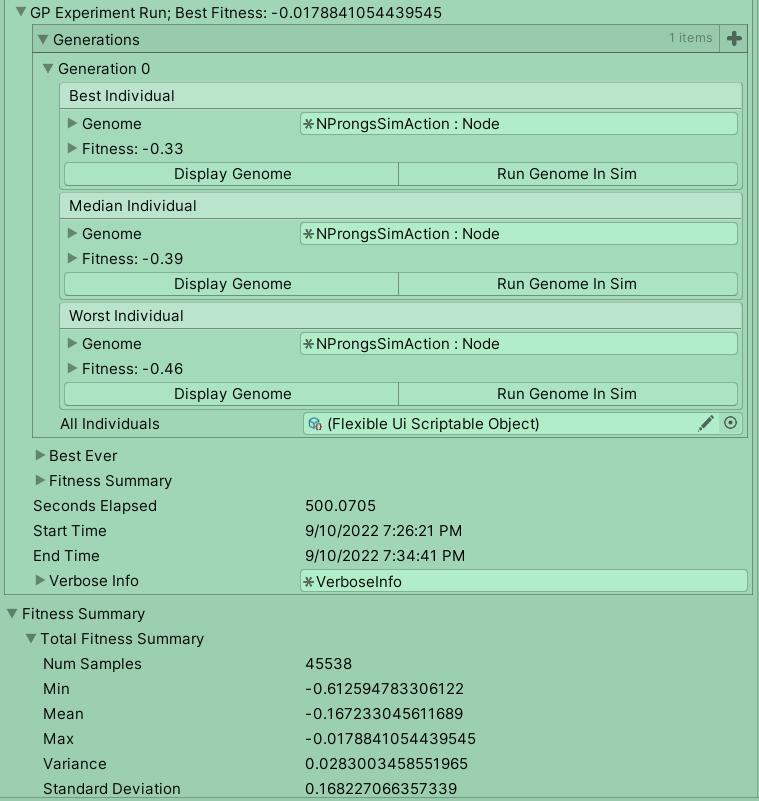 GP Experiment Run; Best Fitness: -0.0178841054439545
Generations 1 items
Generation 0
Best Individual
Genome NProngsSimAction : Node
Fitness: -0.33
Display Genome Run Genome In Sim
Median Individual
Genome NProngsSimAction : Node
Fitness: -0.39
Display Genome Run Genome In Sim
Worst Individual
Genome NProngsSimAction : Node
Fitness: -0.46
Display Genome Run Genome In Sim
All Individuals (Flexible Ui Scriptable Object)
Best Ever
Fitness Summary
Seconds Elapsed 500.0705
Start Time 9/10/2022 7:26:21 PM
End Time 9/10/2022 7:34:41 PM
Verbose Info VerboseInfo
Fitness Summary
Total Fitness Summary
Num Samples 45538
Min -0.612594783306122
Mean -0.167233045611689
Max -0.0178841054439545
Variance 0.0283003458551965
Standard Deviation 0.168227066357339